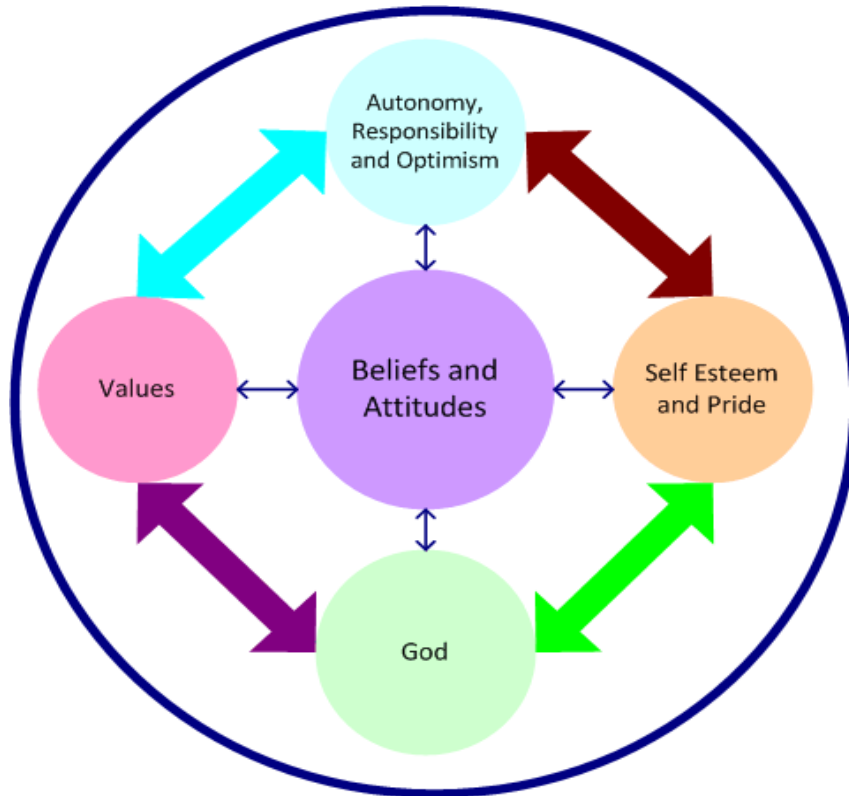 Autonomy,
Responsibility
and Optimism
Values
Beliefs and
Attitudes
Self Esteem
and Pride
God